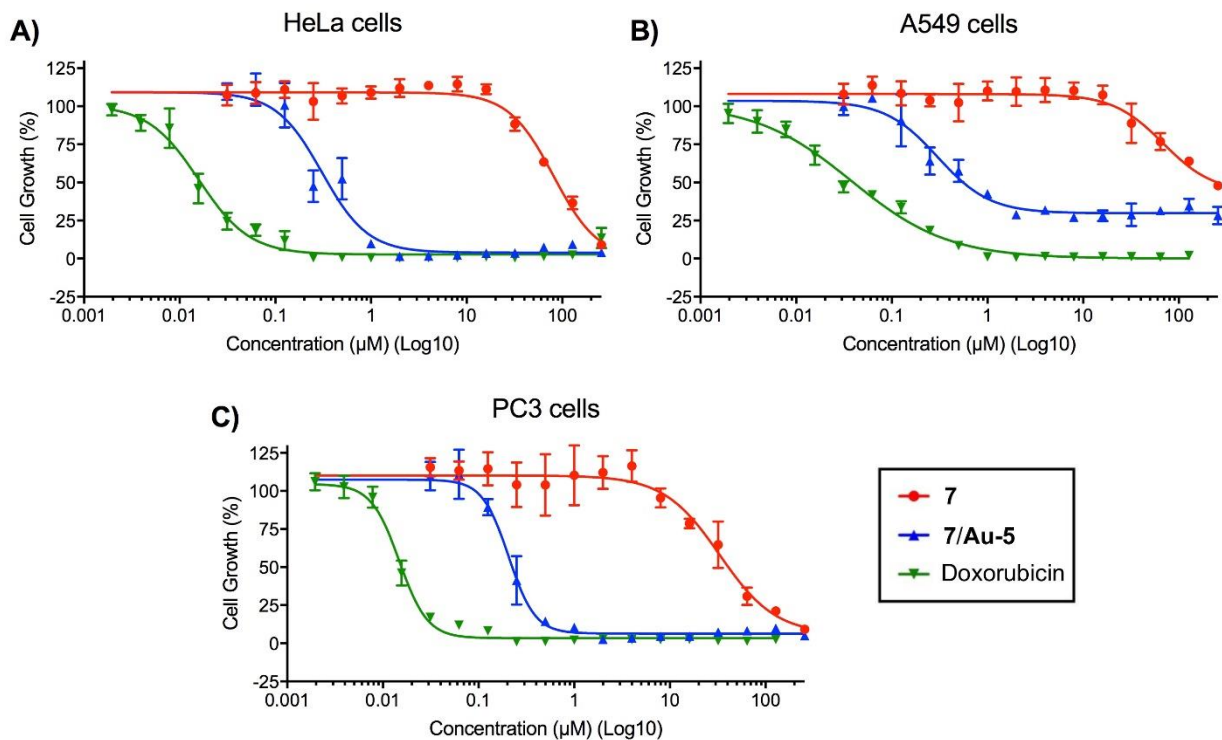 A)
HeLa cells
125
100
75
50
25
0
-25
0.001
0.01
0.1
1
10
100
Cell Growth (%)
Concentration (μM) (Log10)
B)
A549 cells
125
100
75
50
25
0
-25
0.001
0.01
0.1
1
10
100
Cell Growth (%)
Concentration (μM) (Log10)
C)
PC3 cells
125
100
75
50
25
0
-25
0.001
0.01
0.1
1
10
100
Cell Growth (%)
Concentration (μM) (Log10)
7
7/Au-5
Doxorubicin